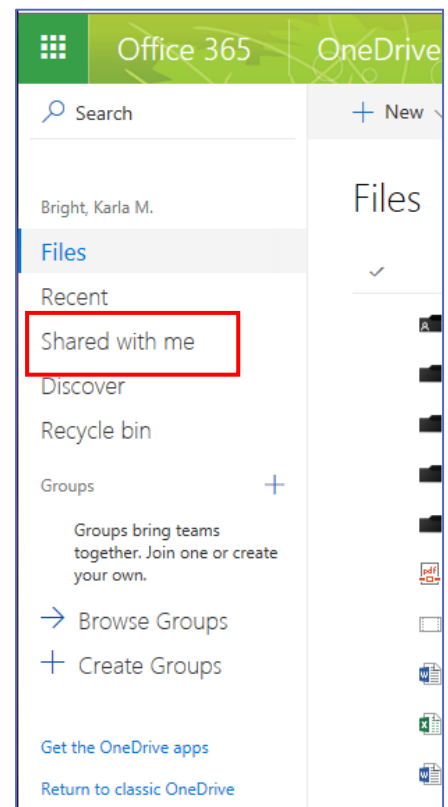 Office 365
OneDrive
Search
+ New
Bright, Karla M.
Files
Files
Recent
Shared with me
Discover
Recycle bin
Groups +
Groups bring teams
together. Join one or create
your own.
→ Browse Groups
+ Create Groups
pdf
Get the OneDrive apps
Return to classic OneDrive